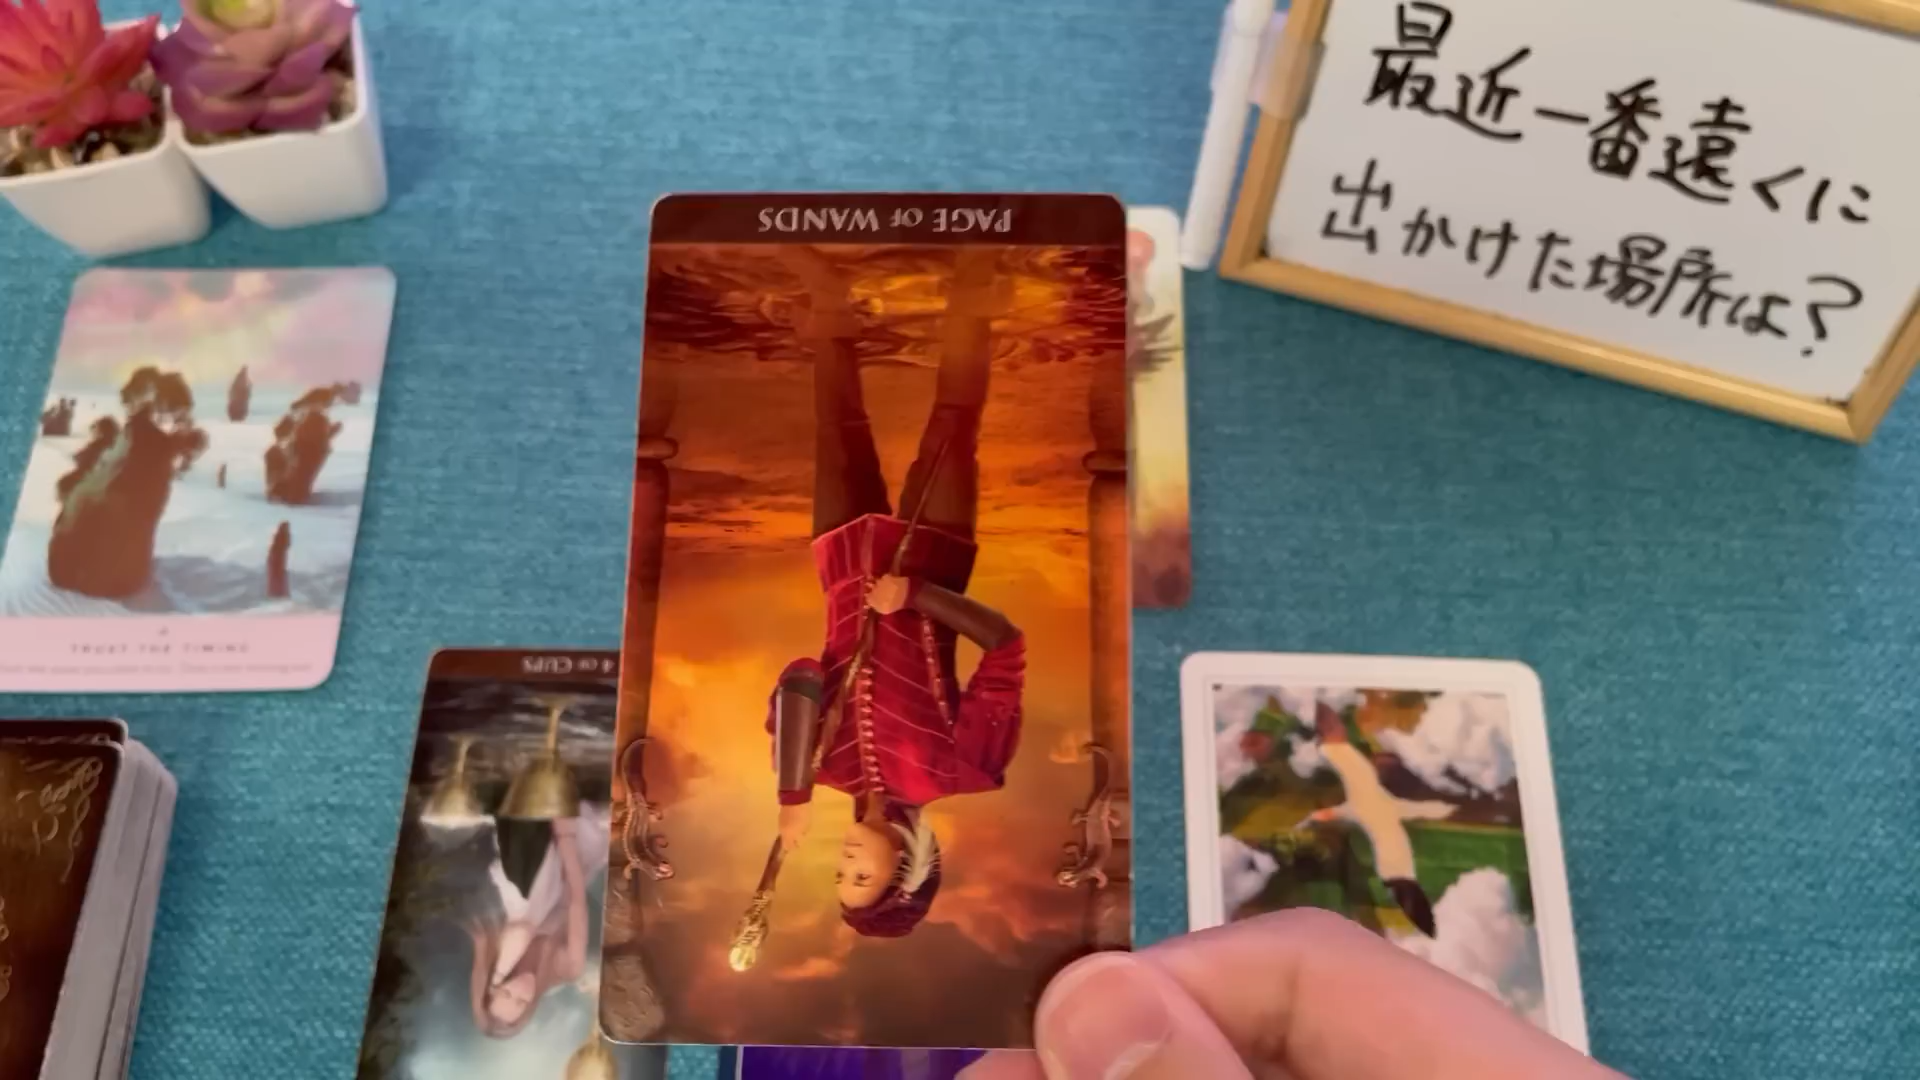 最近一番遠くに
出かけた場所は?
PAGE OF WANDS
TRUST THE TIMING
4 OF CUPS